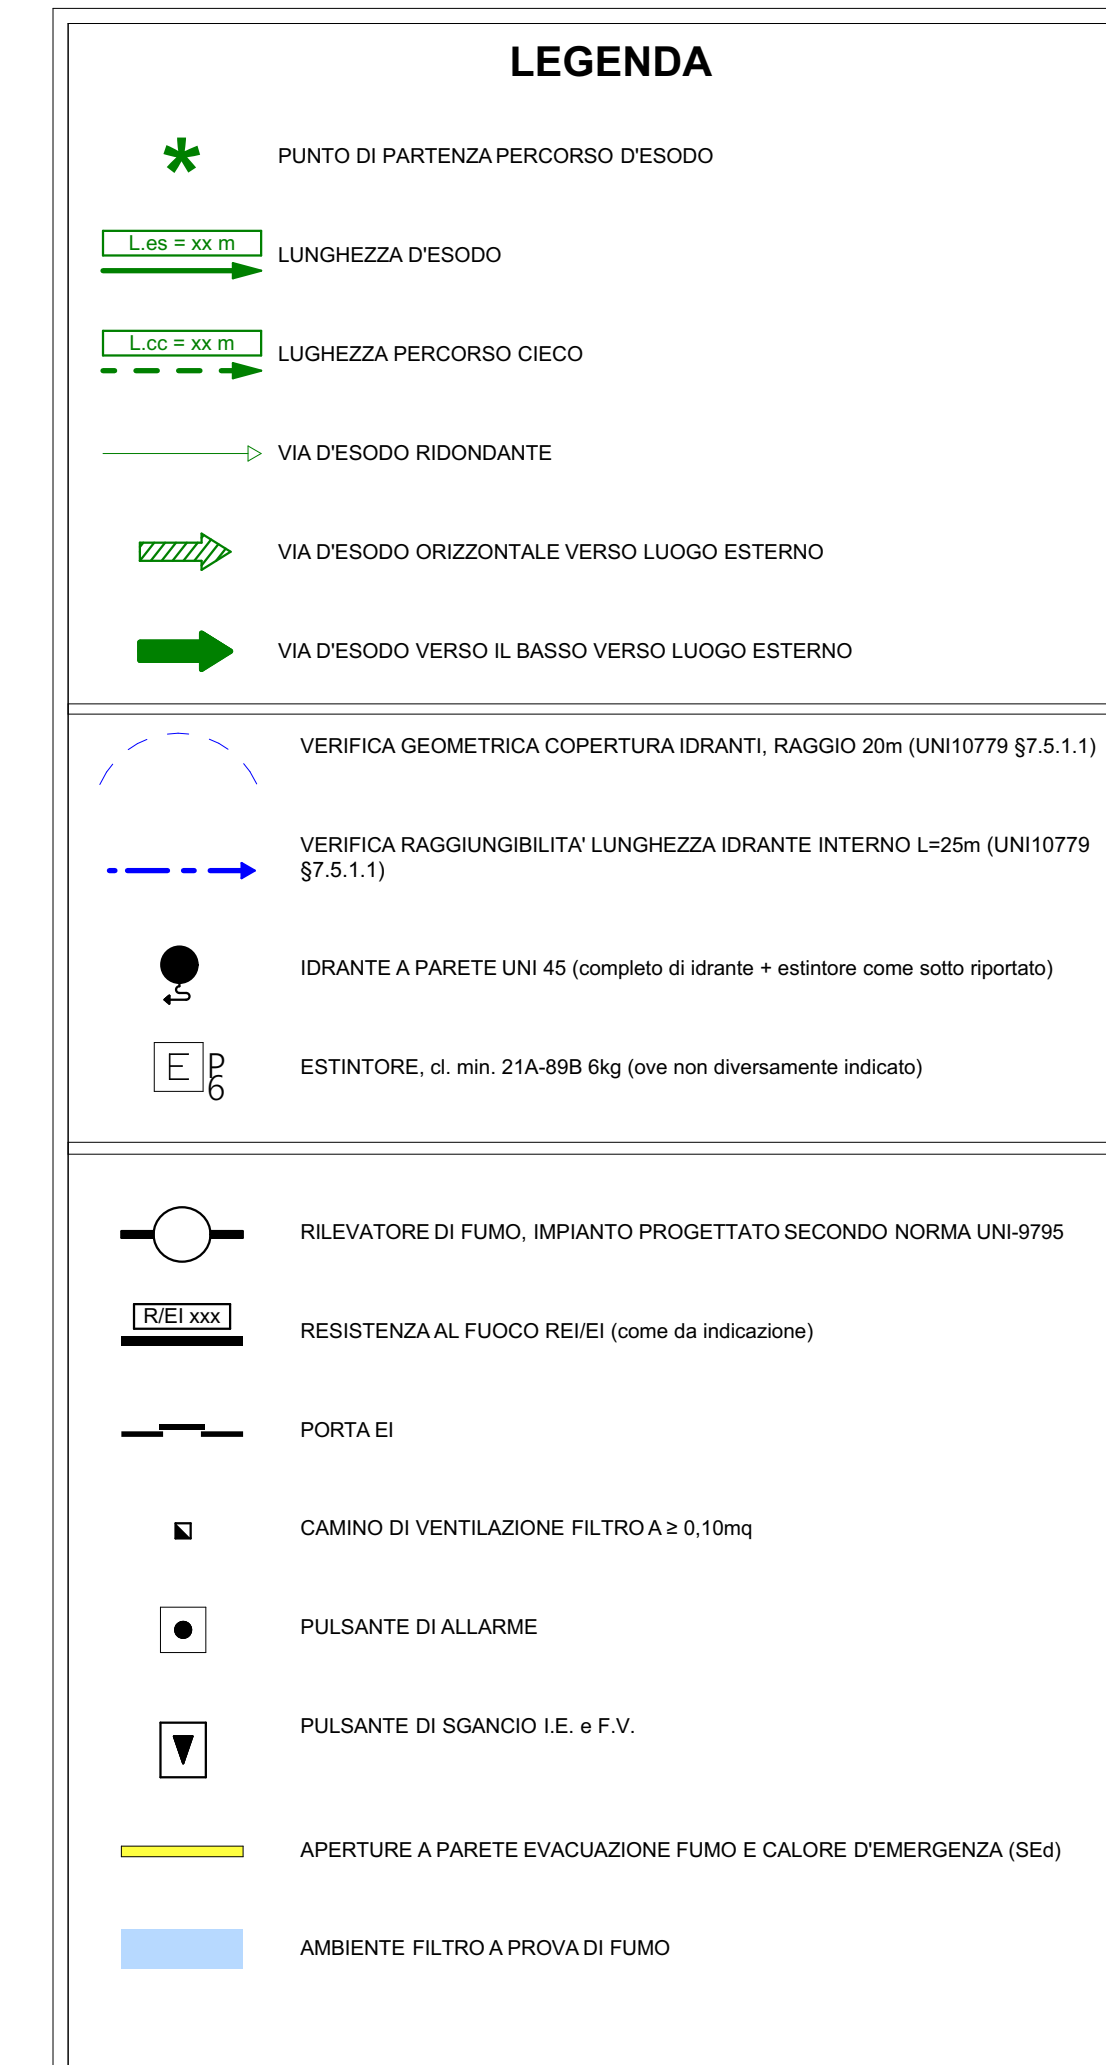 LEGENDA
PUNTO DI PARTENZA PERCORSO D'ESODO
L.es = xx m
LUNGHEZZA D'ESODO
L.cc = xx m
LUGHEZZA PERCORSO CIECO
VIA D'ESODO RIDONDANTE
VIA D'ESODO ORIZZONTALE VERSO LUOGO ESTERNO
VIA D'ESODO VERSO IL BASSO VERSO LUOGO ESTERNO
VERIFICA GEOMETRICA COPERTURA IDRANTI, RAGGIO 20m (UNI10779 §7.5.1.1)
VERIFICA RAGGIUNGIBILITA' LUNGHEZZA IDRANTE INTERNO L=25m (UNI10779
§7.5.1.1)
IDRANTE A PARETE UNI 45 (completo di idrante + estintore come sotto riportato)
E P
6
ESTINTORE, cl. min. 21A-89B 6kg (ove non diversamente indicato)
RILEVATORE DI FUMO, IMPIANTO PROGETTATO SECONDO NORMA UNI-9795
R/EI xxx
RESISTENZA AL FUOCO REI/EI (come da indicazione)
PORTA EI
CAMINO DI VENTILAZIONE FILTRO A ≥ 0,10mq
PULSANTE DI ALLARME
PULSANTE DI SGANCIO I.E. e F.V.
APERTURE A PARETE EVACUAZIONE FUMO E CALORE D'EMERGENZA (SEd)
AMBIENTE FILTRO A PROVA DI FUMO